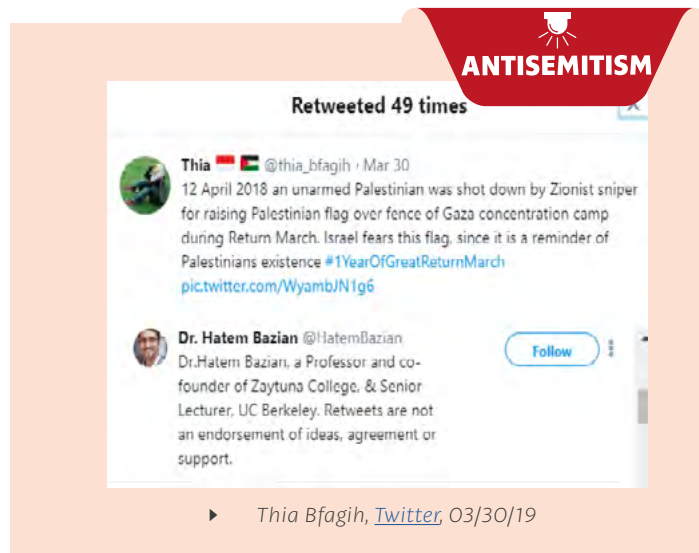 ANTISEMITISM
Retweeted 49 times
Thia @thia_bfagih · Mar 30
12 April 2018 an unarmed Palestinian was shot down by Zionist sniper
for raising Palestinian flag over fence of Gaza concentration camp
during Return March. Israel fears this flag, since it is a reminder of
Palestinians existence #1YearOfGreatReturnMarch
pic.twitter.com/WyambJN1g6
Dr. Hatem Bazian @HatemBazian
Follow
Dr.Hatem Bazian, a Professor and co-
founder of Zaytuna College, & Senior
Lecturer, UC Berkeley. Retweets are not
an endorsement of ideas, agreement or
support.
Thia Bfagih, Twitter, 03/30/19